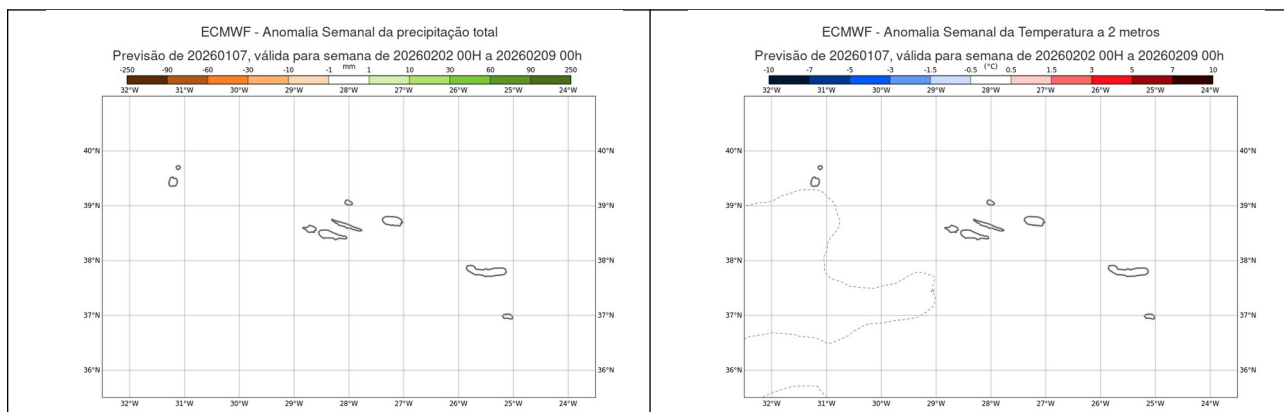 ECMWF - Anomalia Semanal da precipitação total
Previsão de 20260107, válida para semana de 20260202 00H a 20260209 00h
mm
-250 -90 -60 -30 -10 -1 1 10 30 60 90 250
32°W 31°W 30°W 29°W 28°W 27°W 26°W 25°W 24°W
40°N 40°N
39°N 39°N
38°N 38°N
37°N 37°N
36°N 36°N
32°W 31°W 30°W 29°W 28°W 27°W 26°W 25°W 24°W
ECMWF - Anomalia Semanal da Temperatura a 2 metros
Previsão de 20260107, válida para semana de 20260202 00H a 20260209 00h
(°C)
-10 -7 -5 -3 -1.5 -0.5 0.5 1.5 3 5 7 10
32°W 31°W 30°W 29°W 28°W 27°W 26°W 25°W 24°W
40°N 40°N
39°N 39°N
38°N 38°N
37°N 37°N
36°N 36°N
32°W 31°W 30°W 29°W 28°W 27°W 26°W 25°W 24°W